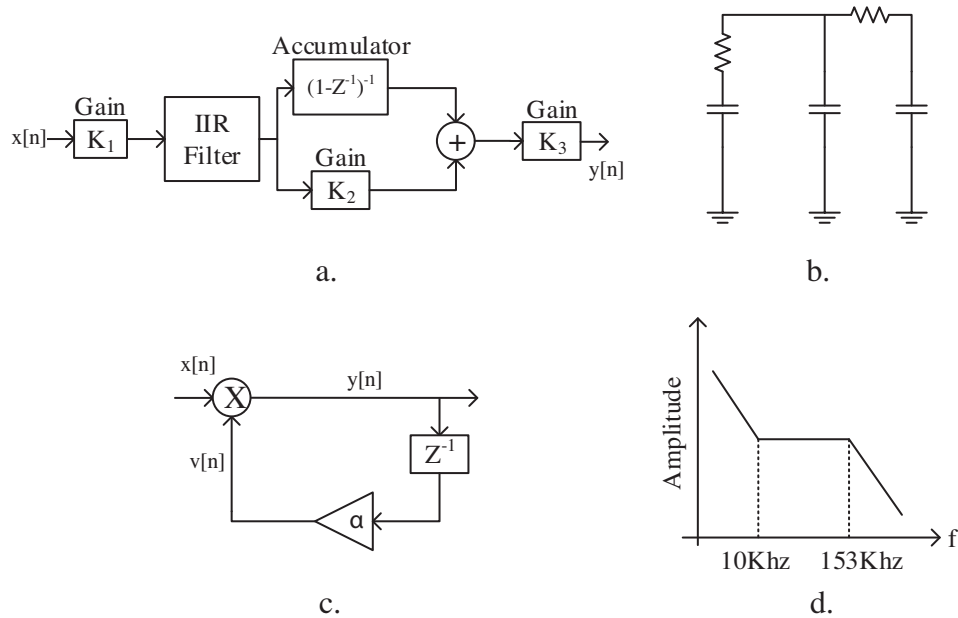 Accumulator
(1-Z⁻¹)⁻¹
Gain
x[n]
K₁
IIR
Filter
Gain
K₂
+
K₃
Gain
y[n]
a.
b.
x[n]
X
y[n]
Z⁻¹
v[n]
α
c.
Amplitude
f
10Khz
153Khz
d.